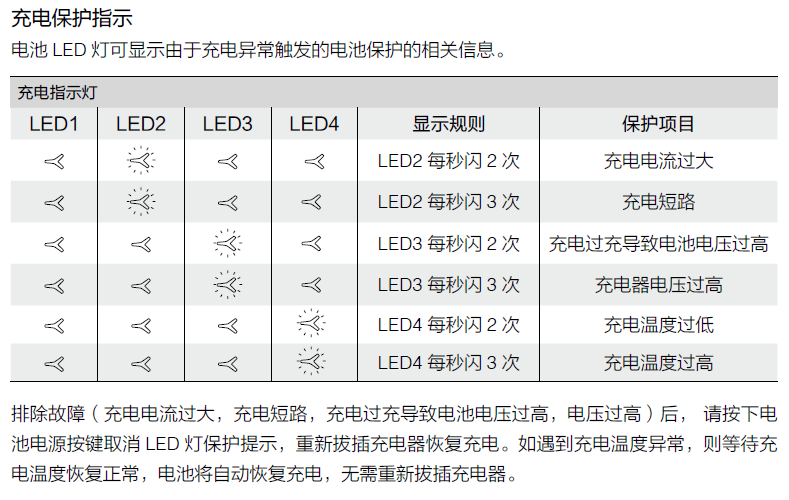 充电保护指示
电池 LED 灯可显示由于充电异常触发的电池保护的相关信息。
充电指示灯
LED1 LED2 LED3 LED4 显示规则 保护项目
LED2 每秒闪 2 次 充电电流过大
LED2 每秒闪 3 次 充电短路
LED3 每秒闪 2 次 充电过充导致电池电压过高
LED3 每秒闪 3 次 充电器电压过高
LED4 每秒闪 2 次 充电温度过低
LED4 每秒闪 3 次 充电温度过高
排除故障（充电电流过大，充电短路，充电过充导致电池电压过高，电压过高）后， 请按下电
池电源按键取消 LED 灯保护提示，重新拔插充电器恢复充电。如遇到充电温度异常，则等待充
电温度恢复正常，电池将自动恢复充电，无需重新拔插充电器。